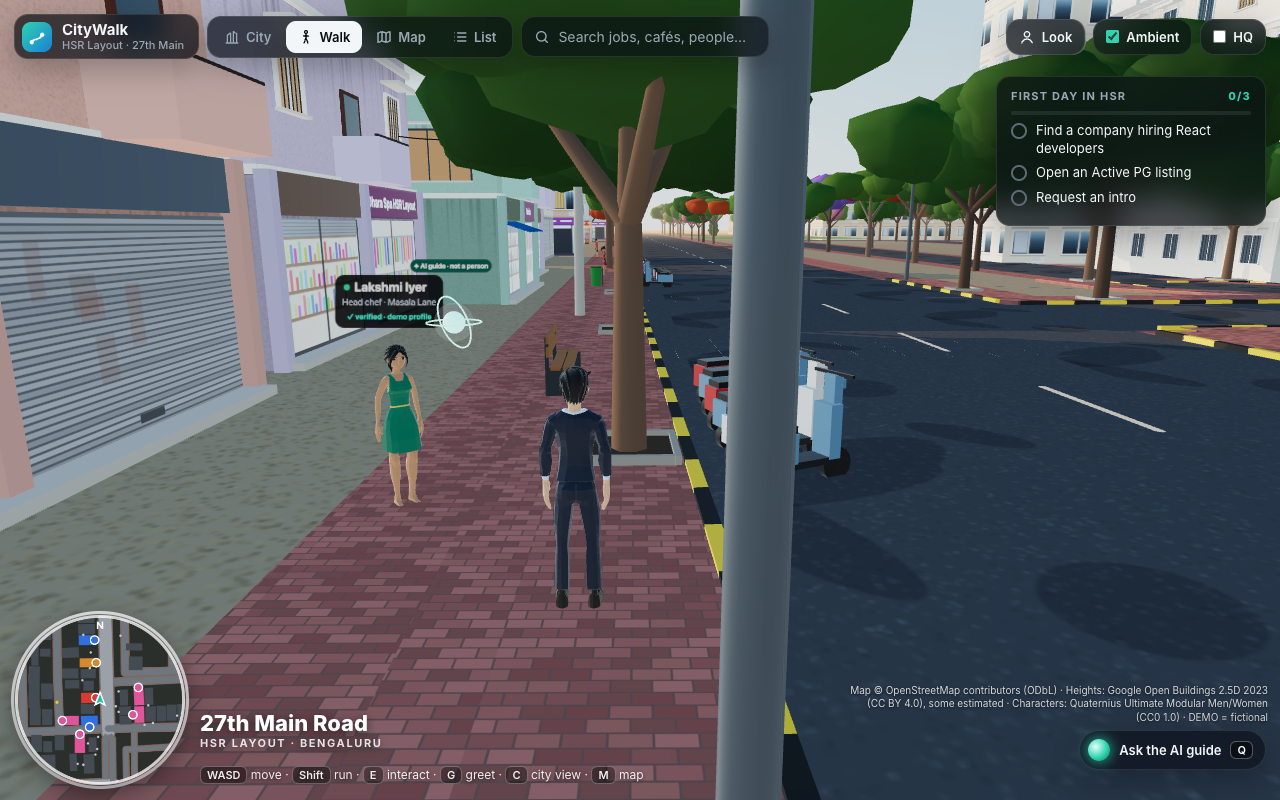 CityWalk
HSR Layout · 27th Main
City
Walk
Map
List
Search jobs, cafés, people...
Look
Ambient
HQ
FIRST DAY IN HSR
0/3
Find a company hiring React
developers
Open an Active PG listing
Request an intro
hara Spa HSR Layout
AI guide · not a person
Lakshmi Iyer
Head chef · Masala Lane
✓ verified · demo profile
N
27th Main Road
HSR LAYOUT · BENGALURU
WASD move · Shift run · E interact · G greet · C city view · M map
Map © OpenStreetMap contributors (ODbL) · Heights: Google Open Buildings 2.5D 2023
(CC BY 4.0), some estimated · Characters: Quaternius Ultimate Modular Men/Women
(CC0 1.0) · DEMO = fictional
Ask the AI guide Q